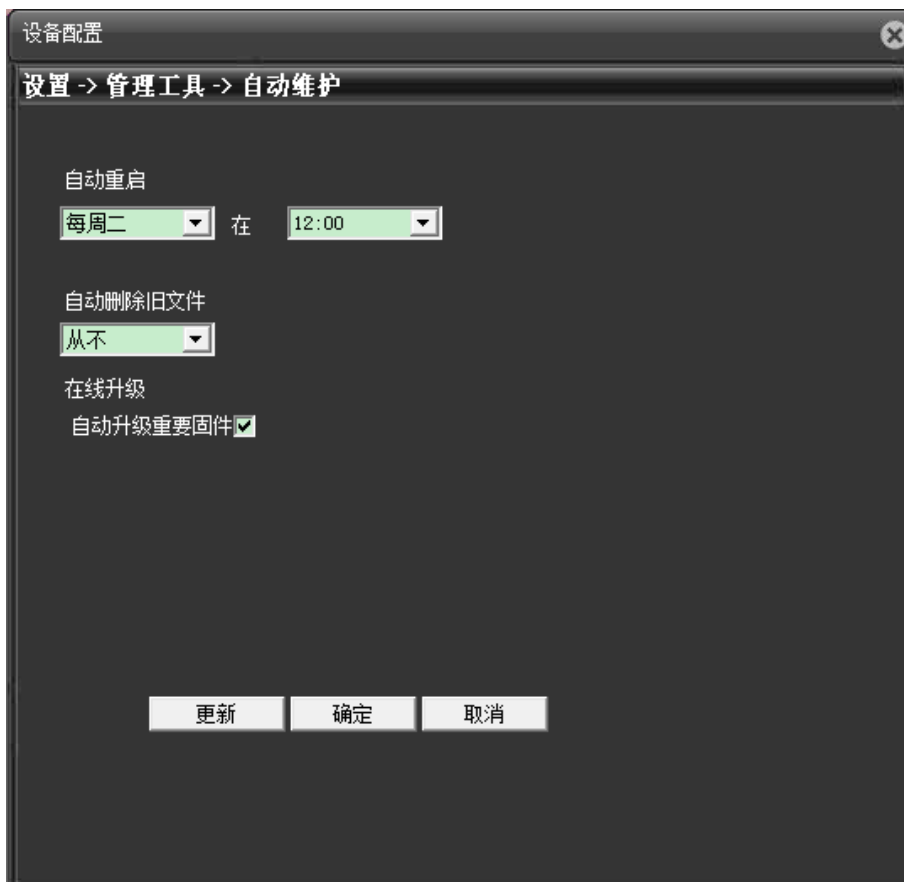 设备配置
设置 -> 管理工具 -> 自动维护
自动重启
每周二 在 12:00
自动删除旧文件
从不
在线升级
自动升级重要固件
更新 确定 取消